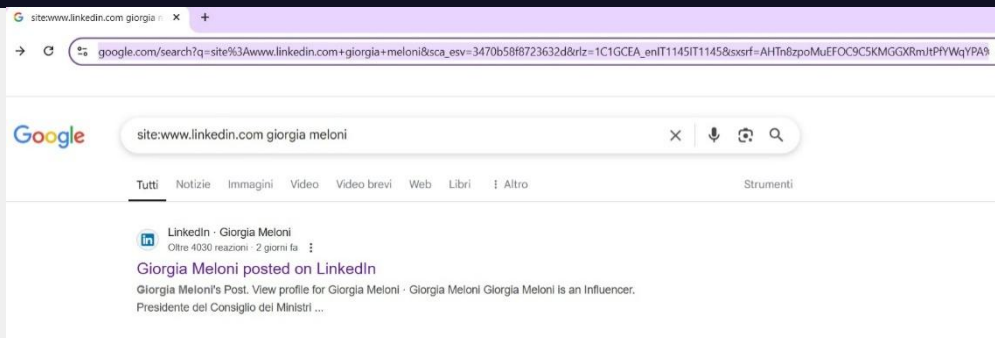 site:www.linkedin.com giorgia n
google.com/search?q=site%3Awww.linkedin.com+giorgia+meloni&sca_esv=3470b58f8723632d&rlz=1C1GCEA_enIT1145IT1145&sxsrf=AHTn8zpoMuEFOC9C5KMGGXRmJtPfYWqYPA9
Google
site:www.linkedin.com giorgia meloni
Tutti Notizie Immagini Video Video brevi Web Libri Altro Strumenti
LinkedIn · Giorgia Meloni
Oltre 4030 reazioni · 2 giorni fa
Giorgia Meloni posted on LinkedIn
Giorgia Meloni's Post. View profile for Giorgia Meloni · Giorgia Meloni Giorgia Meloni is an Influencer.
Presidente del Consiglio dei Ministri ...